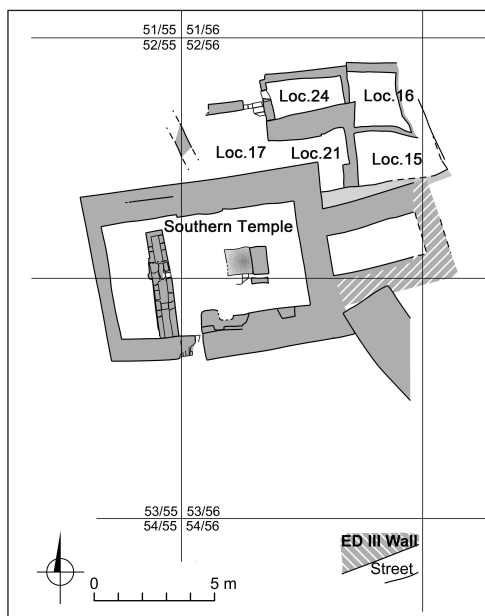 51/55 51/56
52/55 52/56
Loc.24
Loc.16
Loc.17
Loc.21
Loc.15
Southern Temple
53/55 53/56
54/55 54/56
ED III Wall
Street
0 5 m